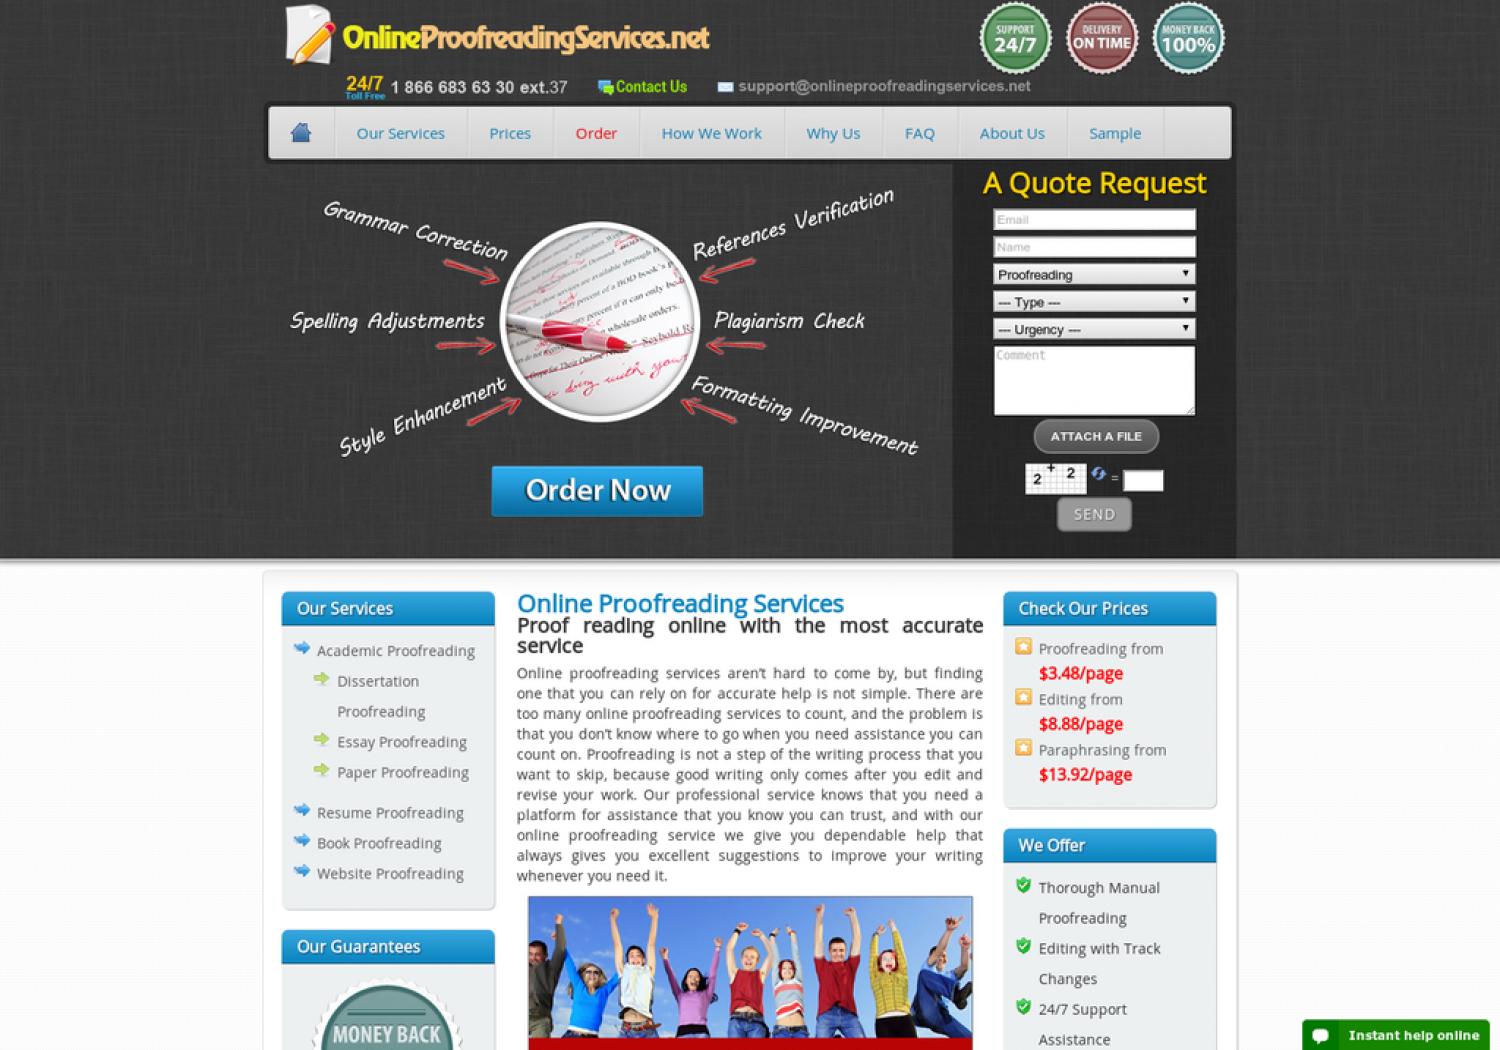 OnlineProofreadingServices.net
SUPPORT
24/7
DELIVERY
ON TIME
MONEY BACK
100%
24/7
Toll Free
1 866 683 63 30 ext.37
Contact Us
support@onlineproofreadingservices.net
Our Services
Prices
Order
How We Work
Why Us
FAQ
About Us
Sample
Grammar Correction
References Verification
Spelling Adjustments
Plagiarism Check
Style Enhancement
Formatting Improvement
Order Now
A Quote Request
Email
Name
Proofreading
--- Type ---
--- Urgency ---
Comment
ATTACH A FILE
2 + 2 =
SEND
Our Services
Academic Proofreading
Dissertation
Proofreading
Essay Proofreading
Paper Proofreading
Resume Proofreading
Book Proofreading
Website Proofreading
Our Guarantees
MONEY BACK
Online Proofreading Services
Proof reading online with the most accurate
service
Online proofreading services aren't hard to come by, but finding
one that you can rely on for accurate help is not simple. There are
too many online proofreading services to count, and the problem is
that you don't know where to go when you need assistance you can
count on. Proofreading is not a step of the writing process that you
want to skip, because good writing only comes after you edit and
revise your work. Our professional service knows that you need a
platform for assistance that you know you can trust, and with our
online proofreading service we give you dependable help that
always gives you excellent suggestions to improve your writing
whenever you need it.
Check Our Prices
Proofreading from
$3.48/page
Editing from
$8.88/page
Paraphrasing from
$13.92/page
We Offer
Thorough Manual
Proofreading
Editing with Track
Changes
24/7 Support
Assistance
Instant help online